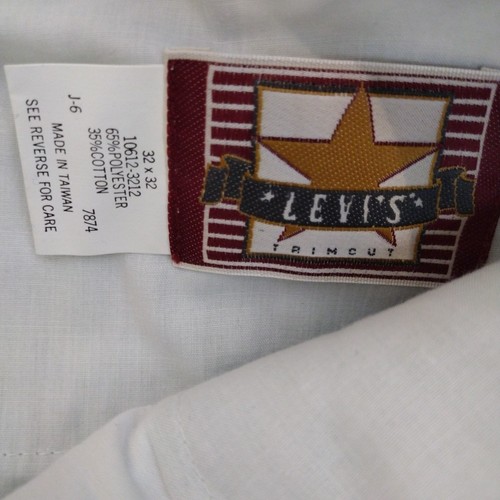 32 x 32
10612-3212
65%POLYESTER
35%COTTON
J-6
7874
MADE IN TAIWAN
SEE REVERSE FOR CARE
LEVI'S
TRIMCUT